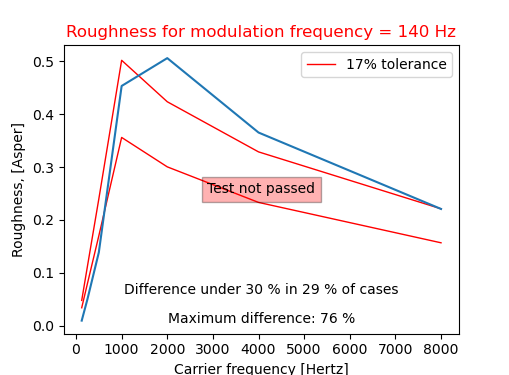 Roughness for modulation frequency = 140 Hz
17% tolerance
Roughness, [Asper]
0.5
0.4
0.3
0.2
0.1
0.0
Test not passed
Difference under 30 % in 29 % of cases
Maximum difference: 76 %
0 1000 2000 3000 4000 5000 6000 7000 8000
Carrier frequency [Hertz]